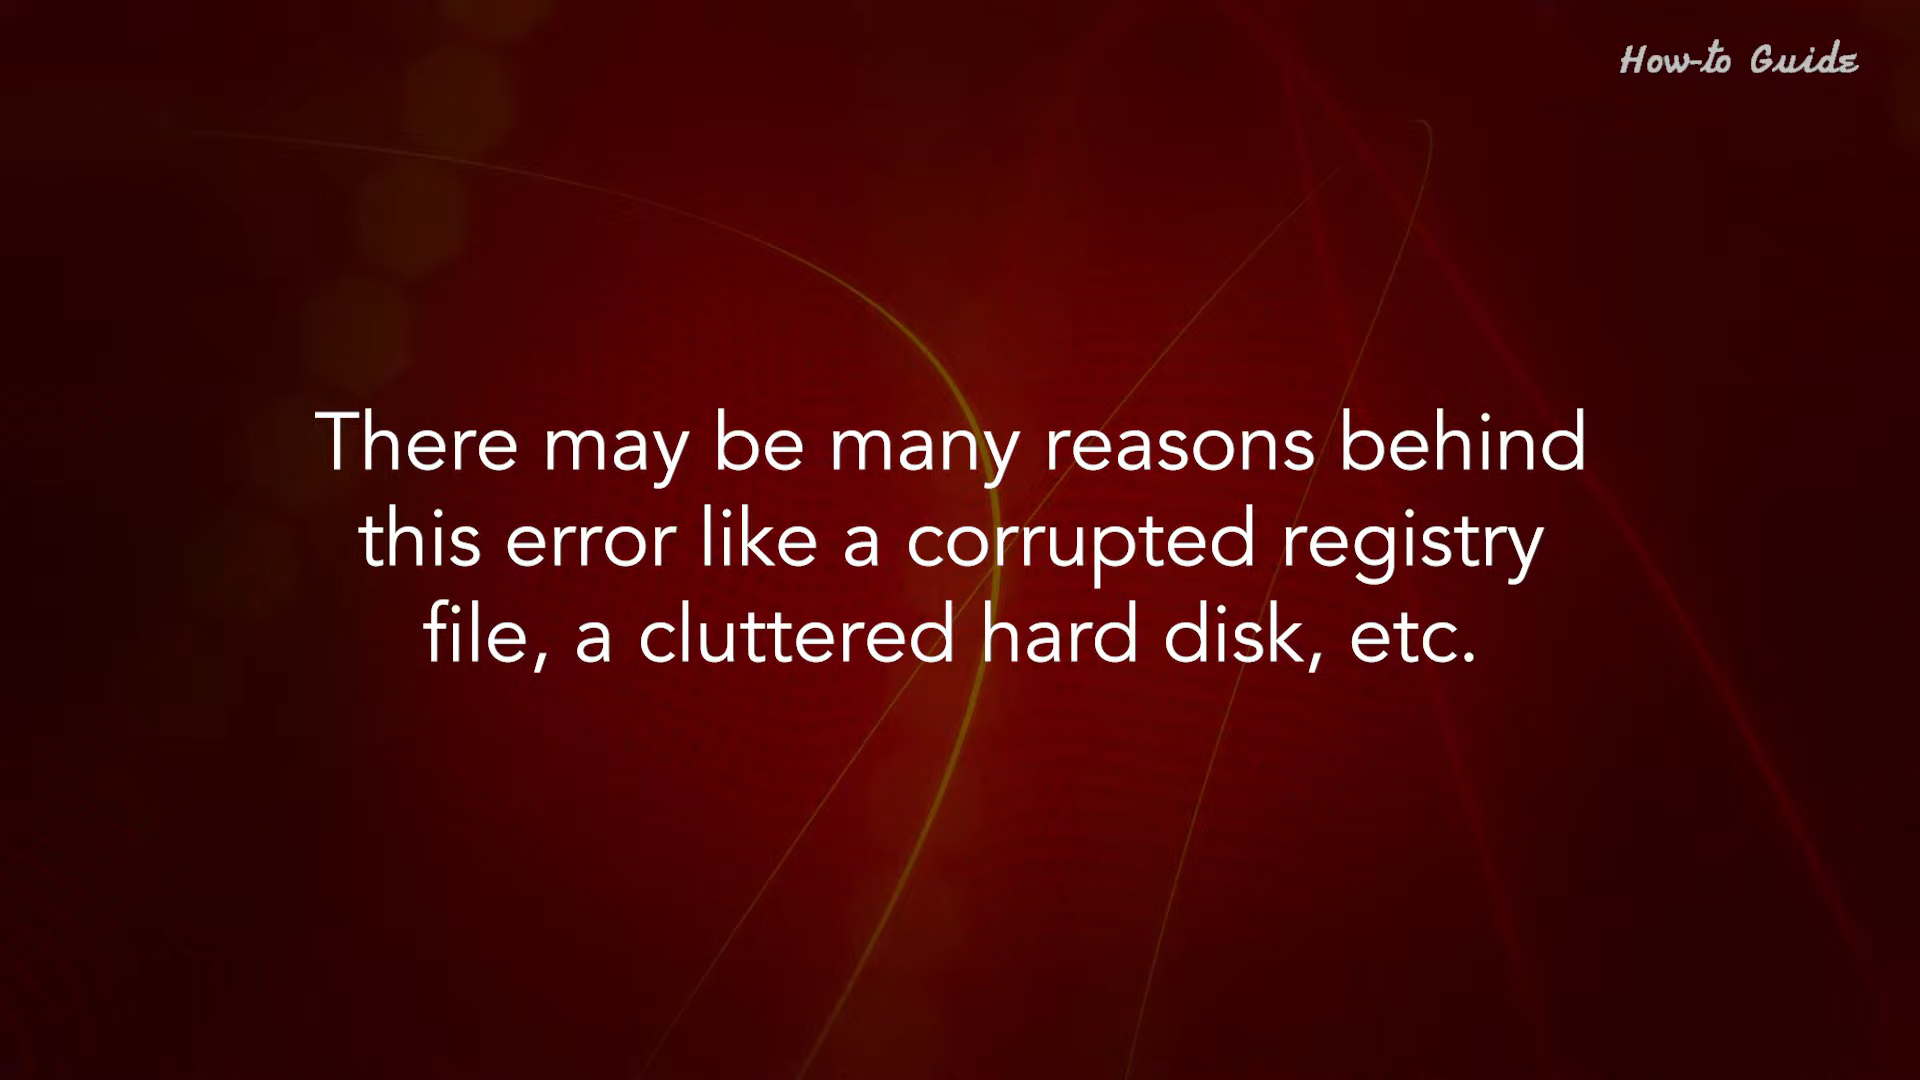 How-to Guide
There may be many reasons behind
this error like a corrupted registry
file, a cluttered hard disk, etc.